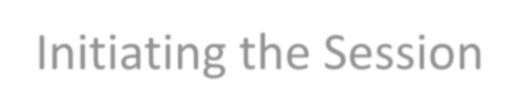 Initiating the Session